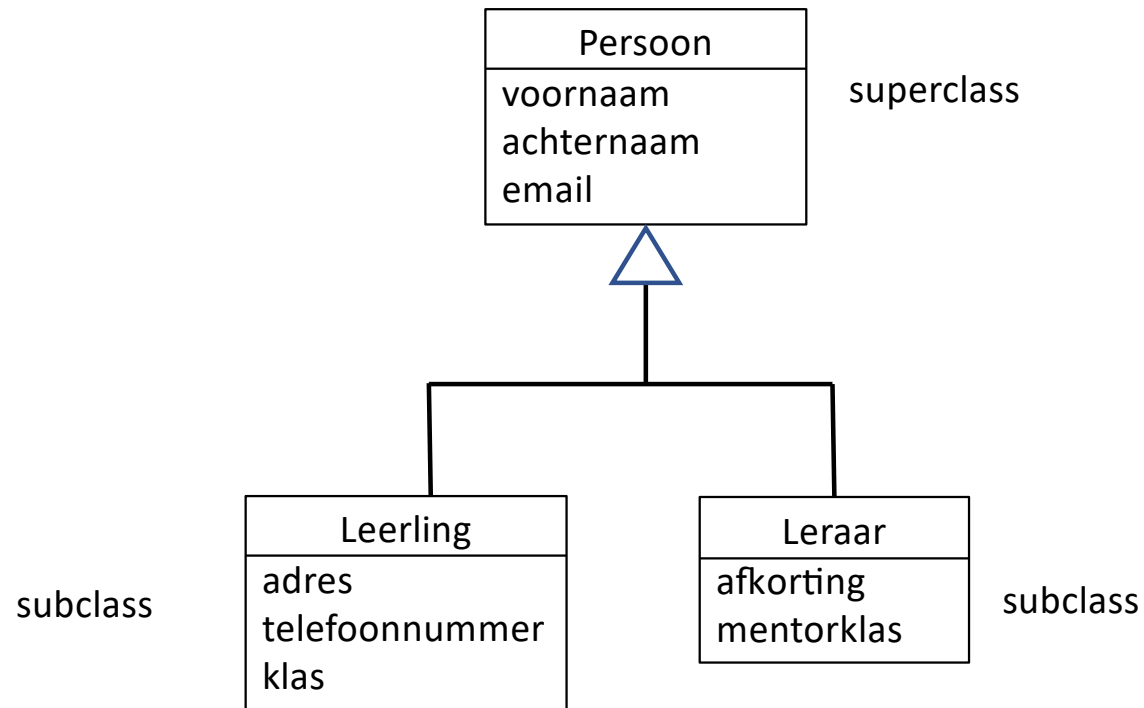 Persoon
voornaam
achternaam
email
superclass
subclass
Leerling
adres
telefoonnummer
klas
Leraar
afkorting
mentorklas
subclass